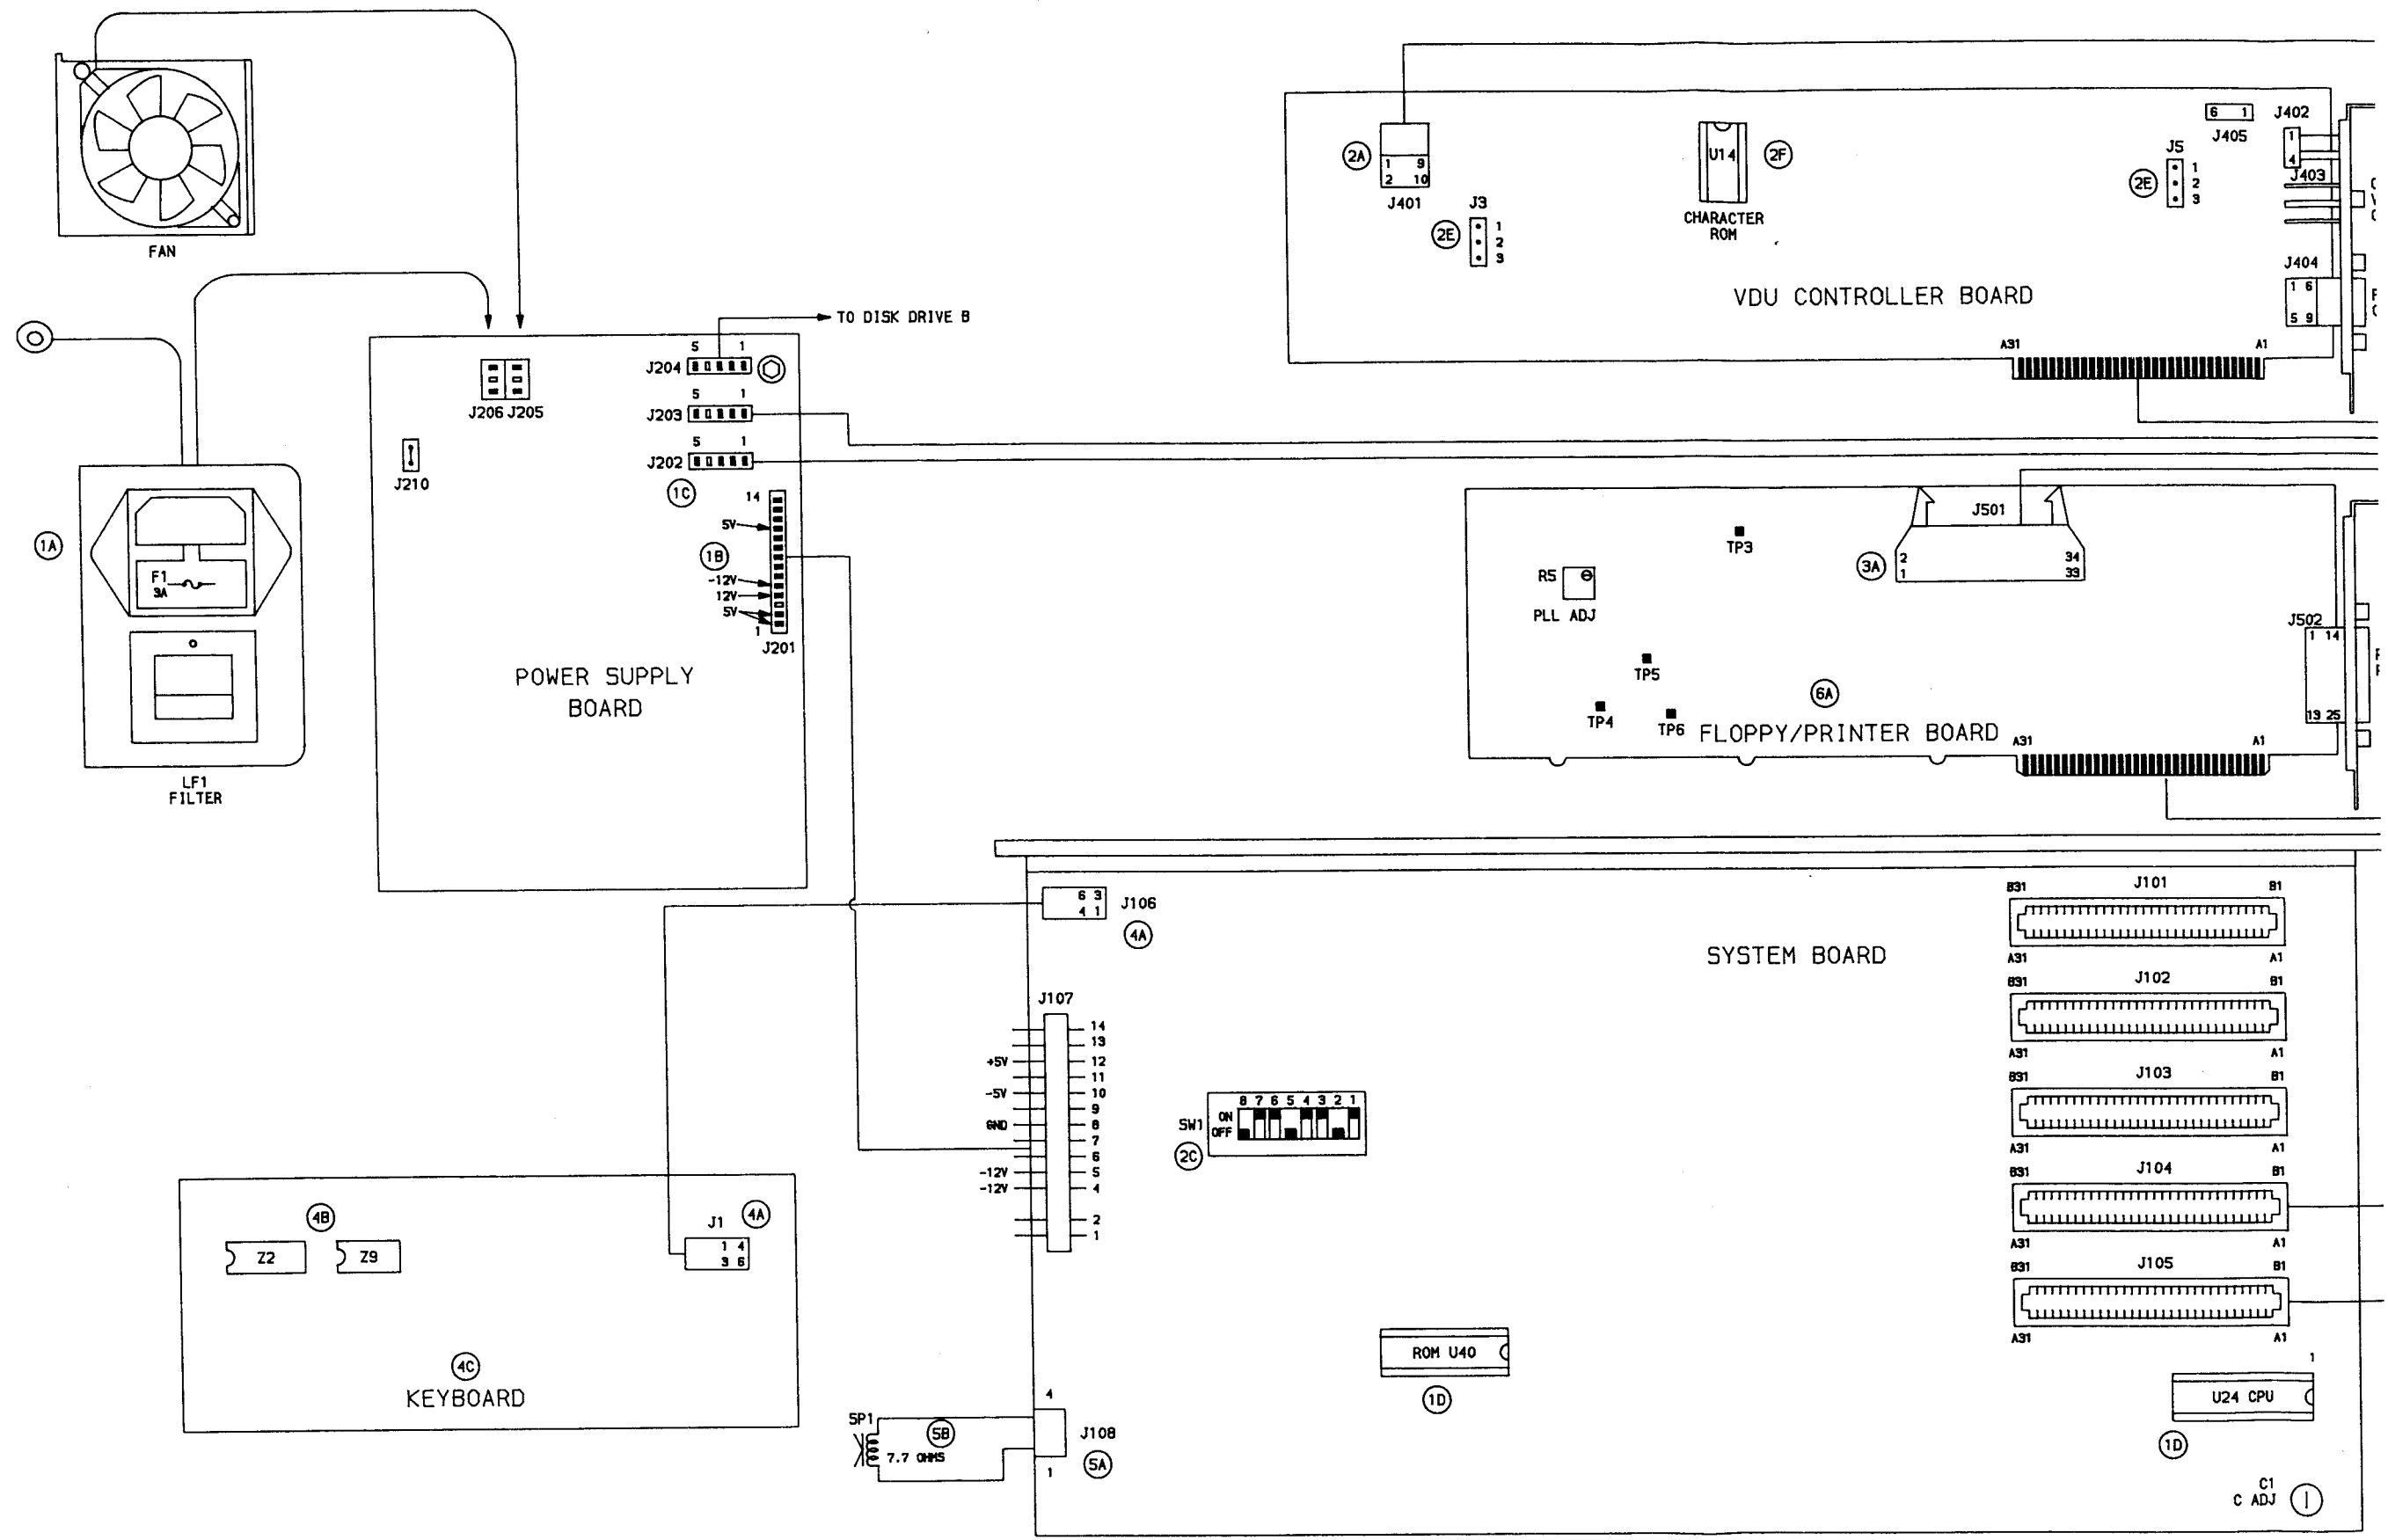 FAN
TO DISK DRIVE B
5 1
J204
J206 J205
5 1
J203
5 1
J202
J210
1C
14
5V
1B
-12V
12V
5V
1
J201
1A
F1
3A
LF1
FILTER
POWER SUPPLY
BOARD
2A
1 9
2 10
J401
J3
2E
1
2
3
U14
2F
CHARACTER
ROM
6 1
J405
J402
1
4
J403
J5
2E
1
2
3
J404
1 6
5 9
VDU CONTROLLER BOARD
A31 A1
J501
TP3
3A
2 34
1 33
R5
PLL ADJ
J502
1 14
13 25
TP5
TP4
TP6
6A
FLOPPY/PRINTER BOARD
A31 A1
6 3
4 1
J106
4A
SYSTEM BOARD
B31 J101 B1
A31 A1
B31 J102 B1
A31 A1
B31 J103 B1
A31 A1
B31 J104 B1
A31 A1
B31 J105 B1
A31 A1
J107
14
13
+5V 12
11
-5V 10
9
GND 8
7
6
-12V 5
-12V 4
2
1
8 7 6 5 4 3 2 1
SW1
ON
OFF
2C
4B
Z2
Z9
J1
4A
1 4
3 6
4C
KEYBOARD
ROM U40
1D
1
U24 CPU
1D
SP1
5B
7.7 OHMS
4
J108
1
5A
C1
C ADJ